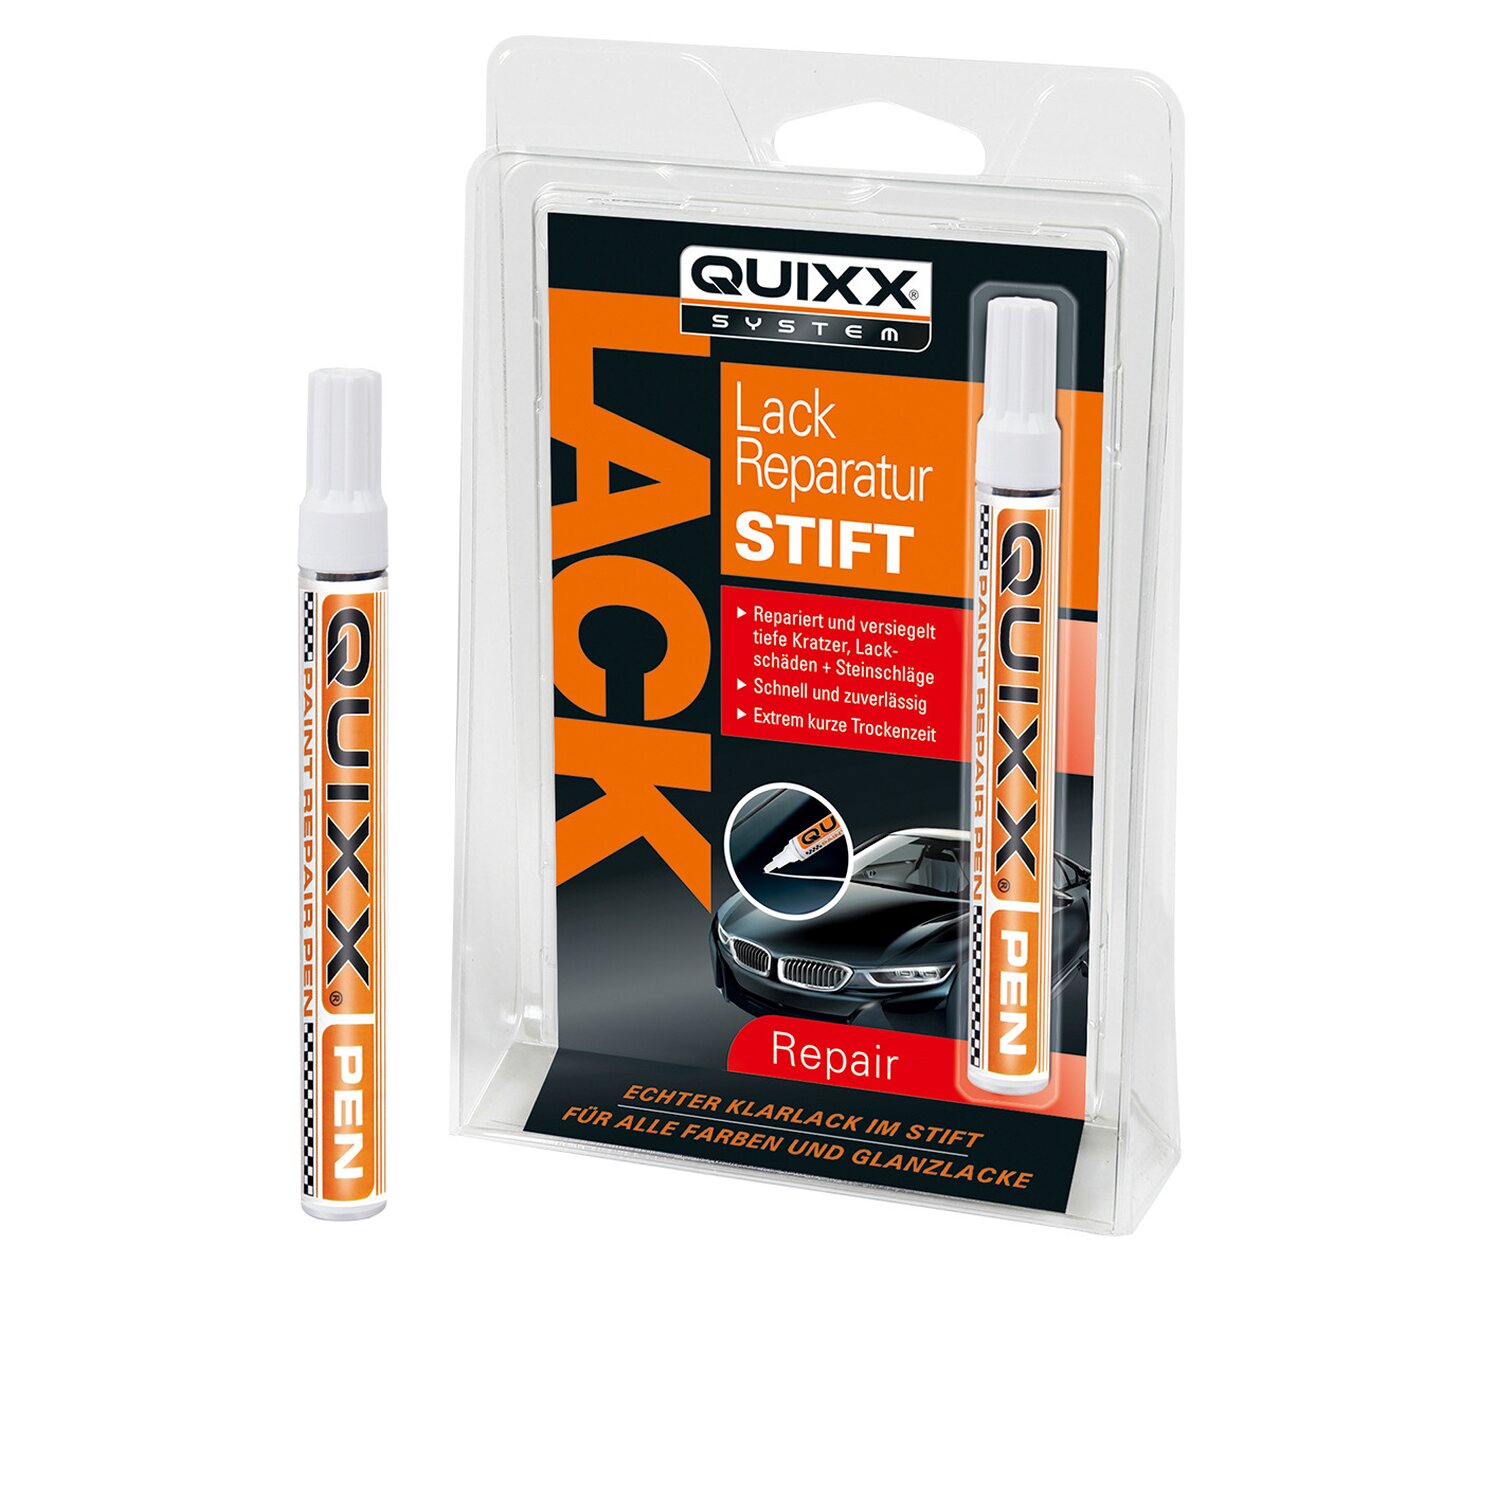 QUIXX®
SYSTEM
LACK
Lack
Reparatur
STIFT
▶ Repariert und versiegelt
tiefe Kratzer, Lack-
schäden + Steinschläge
▶ Schnell und zuverlässig
▶ Extrem kurze Trockenzeit
QU
Repair
ECHTER KLARLACK IM STIFT
FÜR ALLE FARBEN UND GLANZLACKE
QUIXX® PEN
PAINT REPAIR PEN
QUIXX® PEN
PAINT REPAIR PEN